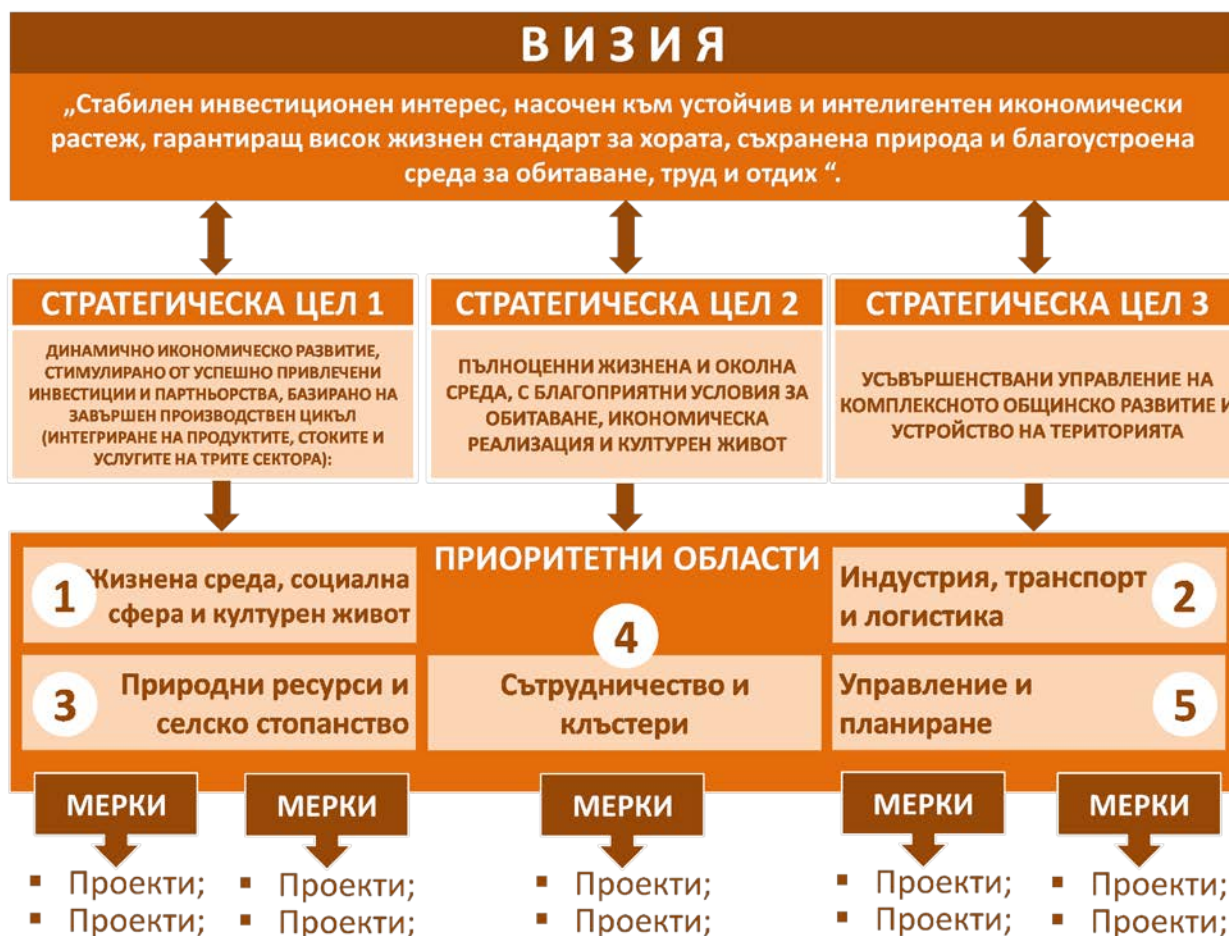 ВИЗИЯ
„Стабилен инвестиционен интерес, насочен към устойчив и интелигентен икономически
растеж, гарантиращ висок жизнен стандарт за хората, съхранена природа и благоустроена
среда за обитаване, труд и отдих “.
СТРАТЕГИЧЕСКА ЦЕЛ 1
ДИНАМИЧНО ИКОНОМИЧЕСКО РАЗВИТИЕ,
СТИМУЛИРАНО ОТ УСПЕШНО ПРИВЛЕЧЕНИ
ИНВЕСТИЦИИ И ПАРТНЬОРСТВА, БАЗИРАНО НА
ЗАВЪРШЕН ПРОИЗВОДСТВЕН ЦИКЪЛ
(ИНТЕГРИРАНЕ НА ПРОДУКТИТЕ, СТОКИТЕ И
УСЛУГИТЕ НА ТРИТЕ СЕКТОРА):
СТРАТЕГИЧЕСКА ЦЕЛ 2
ПЪЛНОЦЕННИ ЖИЗНЕНА И ОКОЛНА
СРЕДА, С БЛАГОПРИЯТНИ УСЛОВИЯ ЗА
ОБИТАВАНЕ, ИКОНОМИЧЕСКА
РЕАЛИЗАЦИЯ И КУЛТУРЕН ЖИВОТ
СТРАТЕГИЧЕСКА ЦЕЛ 3
УСЪВЪРШЕНСТВАНИ УПРАВЛЕНИЕ НА
КОМПЛЕКСНОТО ОБЩИНСКО РАЗВИТИЕ И
УСТРОЙСТВО НА ТЕРИТОРИЯТА
ПРИОРИТЕТНИ ОБЛАСТИ
1
Жизнена среда, социална
сфера и културен живот
Индустрия, транспорт
и логистика
2
3
Природни ресурси и
селско стопанство
4
Сътрудничество и
клъстери
Управление и
планиране
5
МЕРКИ
▪ Проекти;
▪ Проекти;
МЕРКИ
▪ Проекти;
▪ Проекти;
МЕРКИ
▪ Проекти;
▪ Проекти;
МЕРКИ
▪ Проекти;
▪ Проекти;
МЕРКИ
▪ Проекти;
▪ Проекти;